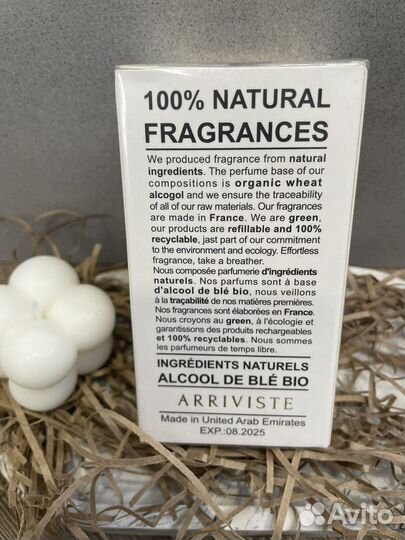 100% NATURAL
FRAGRANCES
We produced fragrance from natural
ingredients. The perfume base of our
compositions is organic wheat
alcogol and we ensure the traceability
of all of our raw materials. Our fragrances
are made in France. We are green,
our products are refillable and 100%
recyclable, jast part of our commitment
to the environment and ecology. Effortless
fragrance, take a breather.
Nous composée parfumerie d'ingrédients
naturels. Nos parfums sont à base
d'alcool de blé bio, nous veillons
à la traçabilité de nos matières premières.
Nos fragrances sont élaborées en France.
Nous croyons au green, à l'écologie et
garantissons des produits rechargeables
et 100% recyclables. Nous sommes
les parfumeurs de temps libre.
INGRÉDIENTS NATURELS
ALCOOL DE BLÉ BIO
ARRIVISTE
Made in United Arab Emirates
EXP.:08.2025
Avito